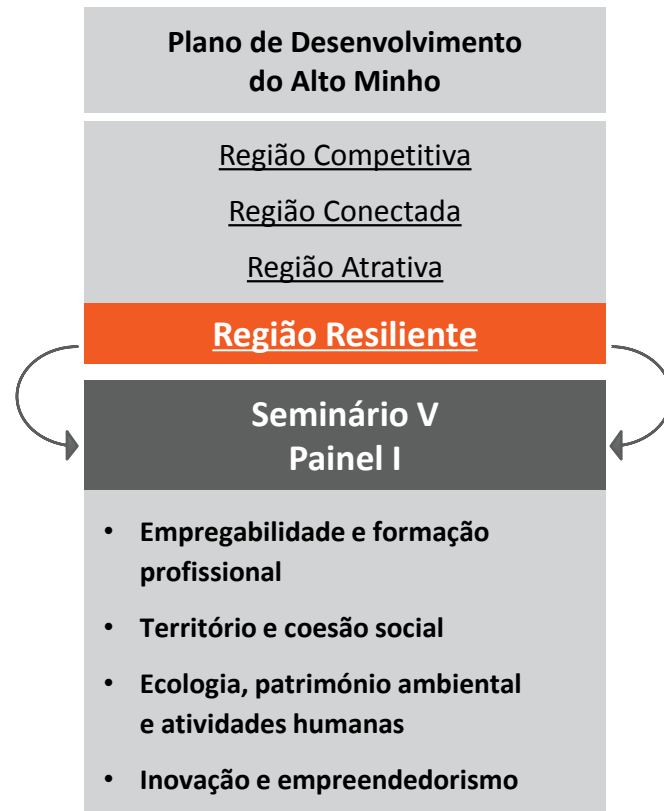 Plano de Desenvolvimento
do Alto Minho
Região Competitiva
Região Conectada
Região Atrativa
Região Resiliente
Seminário V
Painel I
• Empregabilidade e formação
profissional
• Território e coesão social
• Ecologia, património ambiental
e atividades humanas
• Inovação e empreendedorismo